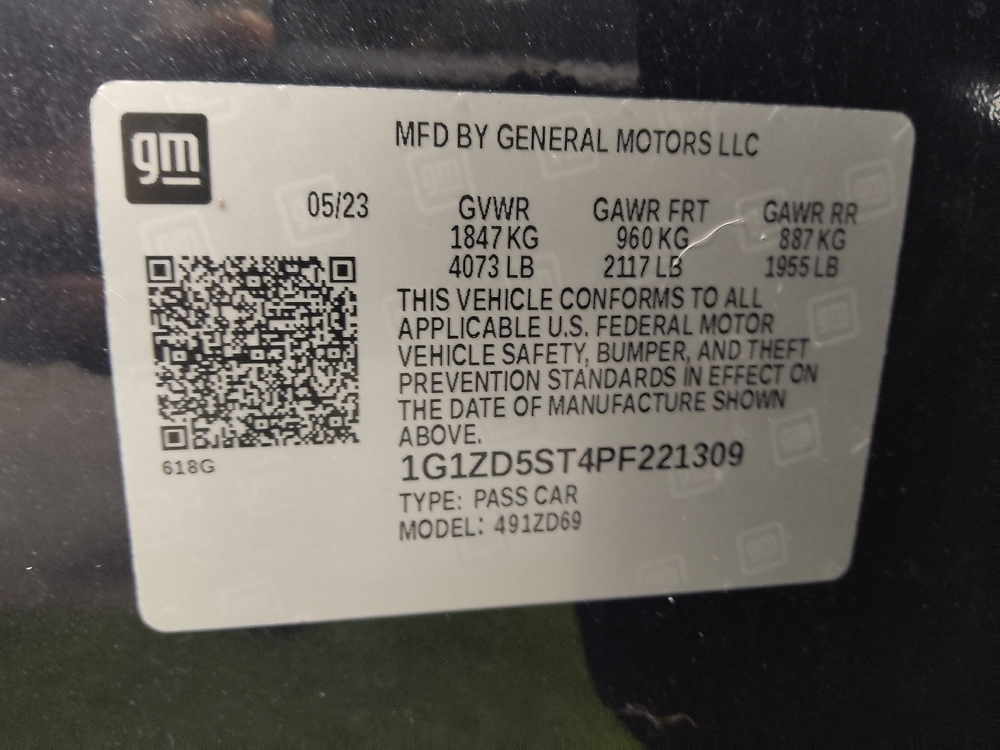 gm
MFD BY GENERAL MOTORS LLC
05/23 GVWR GAWR FRT GAWR RR
1847 KG 960 KG 887 KG
4073 LB 2117 LB 1955 LB
THIS VEHICLE CONFORMS TO ALL
APPLICABLE U.S. FEDERAL MOTOR
VEHICLE SAFETY, BUMPER, AND THEFT
PREVENTION STANDARDS IN EFFECT ON
THE DATE OF MANUFACTURE SHOWN
ABOVE.
618G
1G1ZD5ST4PF221309
TYPE: PASS CAR
MODEL: 491ZD69